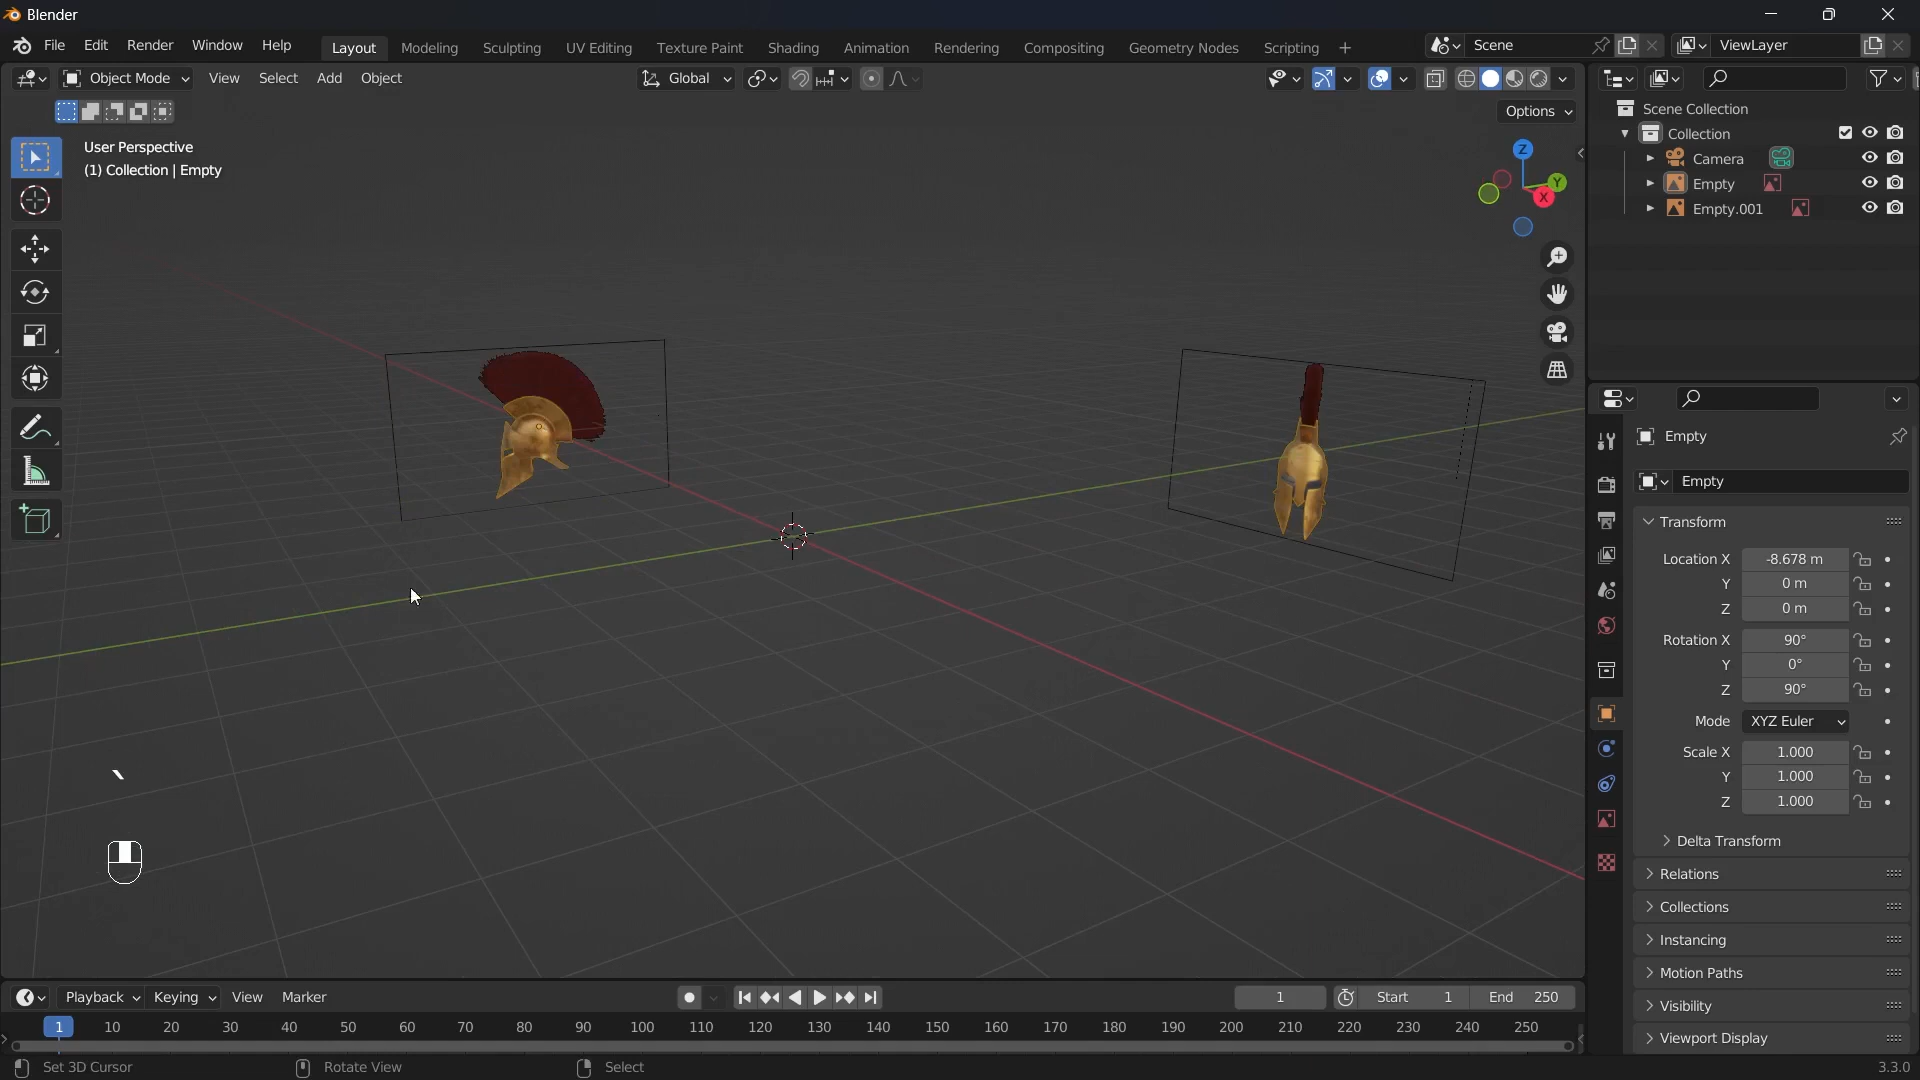 Blender
File Edit Render Window Help Layout Modeling Sculpting UV Editing Texture Paint Shading Animation Rendering Compositing Geometry Nodes Scripting + Scene ViewLayer
Object Mode View Select Add Object Global
Options
User Perspective
(1) Collection | Empty
Z
Y
X
Scene Collection
Collection
Camera
Empty
Empty.001
Empty
Empty
Transform
Location X -8.678 m
Y 0 m
Z 0 m
Rotation X 90°
Y 0°
Z 90°
Mode XYZ Euler
Scale X 1.000
Y 1.000
Z 1.000
Delta Transform
Relations
Collections
Instancing
Motion Paths
Visibility
Viewport Display
`
Playback Keying View Marker 1 Start 1 End 250
1 10 20 30 40 50 60 70 80 90 100 110 120 130 140 150 160 170 180 190 200 210 220 230 240 250
Set 3D Cursor Rotate View Select 3.3.0